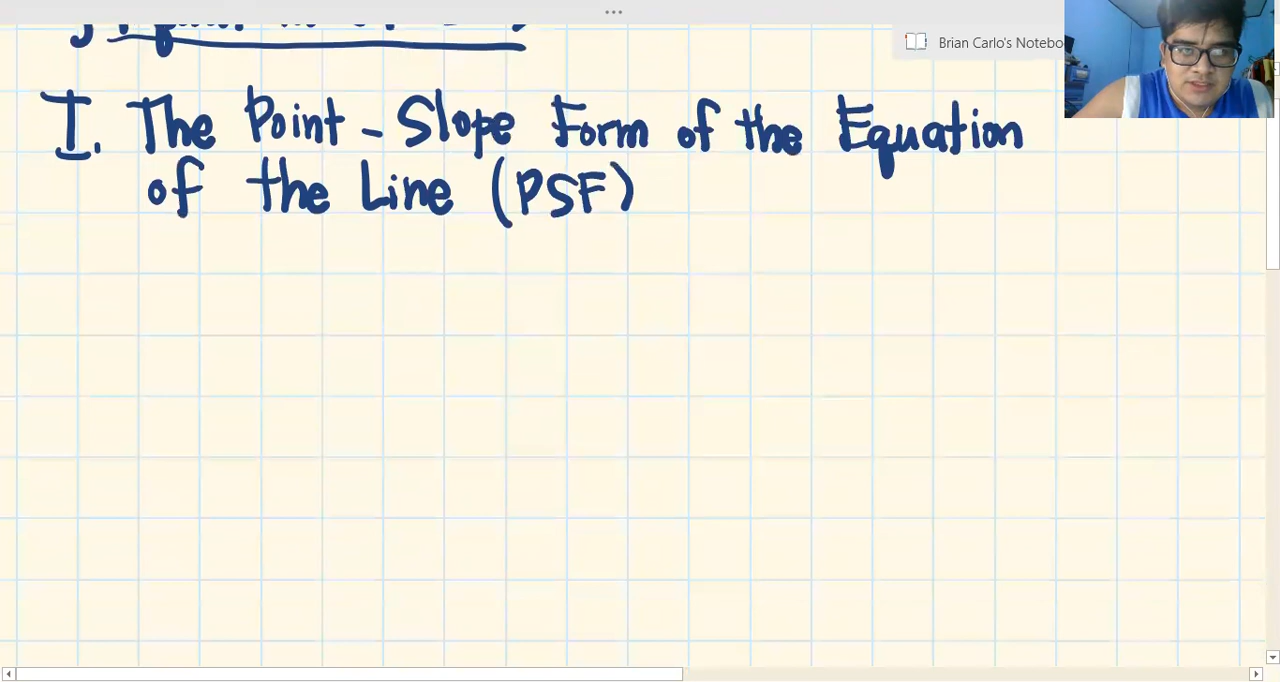 Brian Carlo's Notebo
I. The Point - Slope Form of the Equation
of the Line (PSF)